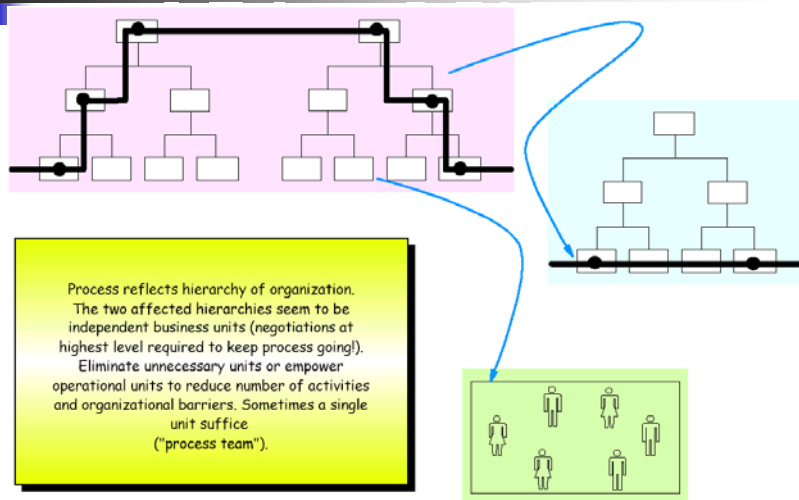 Process reflects hierarchy of organization.
The two affected hierarchies seem to be
independent business units (negotiations at
highest level required to keep process going!).
Eliminate unnecessary units or empower
operational units to reduce number of activities
and organizational barriers. Sometimes a single
unit suffice
("process team").